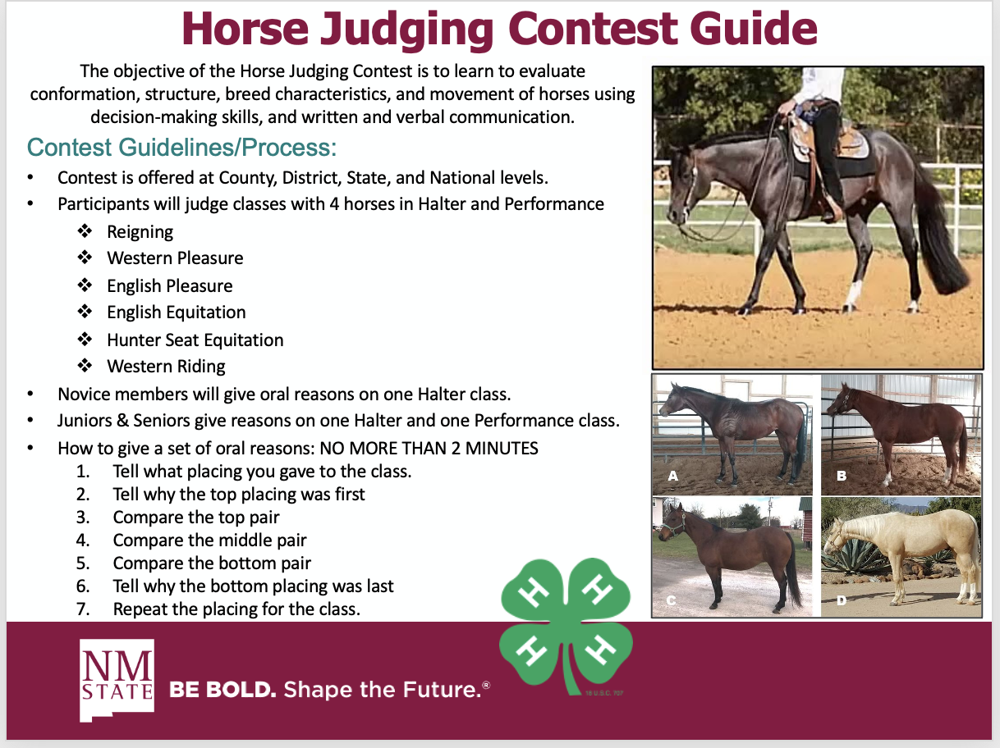 Horse Judging Contest Guide
The objective of the Horse Judging Contest is to learn to evaluate
conformation, structure, breed characteristics, and movement of horses using
decision-making skills, and written and verbal communication.
Contest Guidelines/Process:
• Contest is offered at County, District, State, and National levels.
• Participants will judge classes with 4 horses in Halter and Performance
❖ Reigning
❖ Western Pleasure
❖ English Pleasure
❖ English Equitation
❖ Hunter Seat Equitation
❖ Western Riding
• Novice members will give oral reasons on one Halter class.
• Juniors & Seniors give reasons on one Halter and one Performance class.
• How to give a set of oral reasons: NO MORE THAN 2 MINUTES
1. Tell what placing you gave to the class.
2. Tell why the top placing was first
3. Compare the top pair
4. Compare the middle pair
5. Compare the bottom pair
6. Tell why the bottom placing was last
7. Repeat the placing for the class.
A
B
C
D
H H
H H
18 U.S.C. 707
NM
STATE
BE BOLD. Shape the Future.®